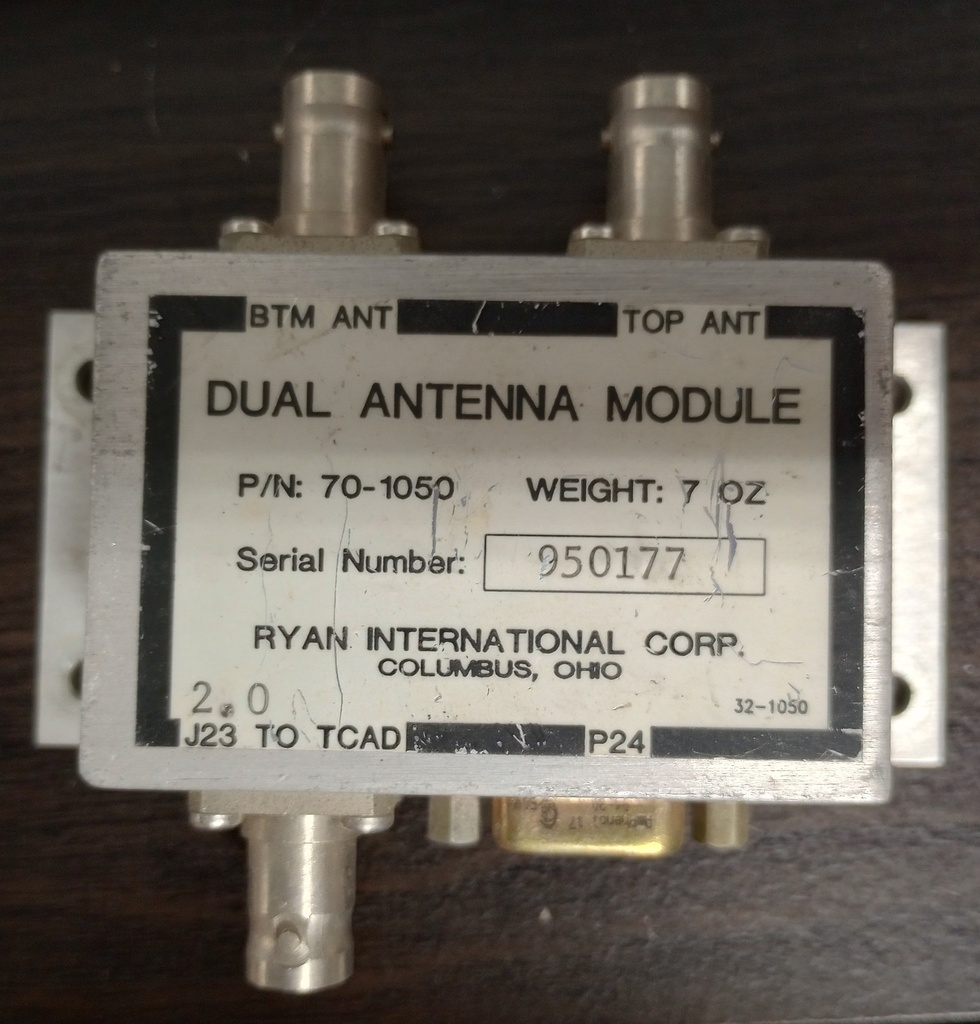 BTM ANT TOP ANT
DUAL ANTENNA MODULE
P/N: 70-1050 WEIGHT: 7 OZ
Serial Number: 950177
RYAN INTERNATIONAL CORP.
COLUMBUS, OHIO
2.0 32-1050
J23 TO TCAD P24